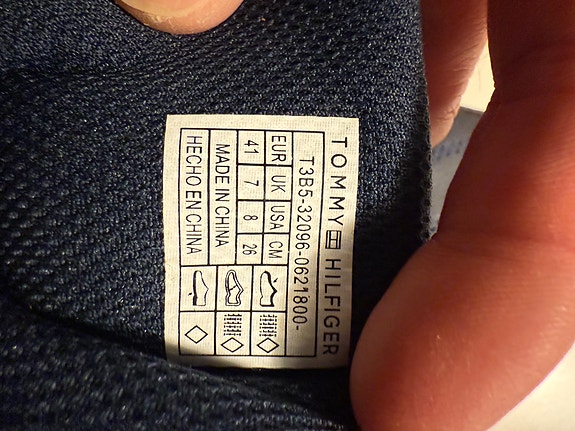 TOMMY HILFIGER
T3B5-32096-0621800-
EUR UK USA CM
41 7 8 26
MADE IN CHINA
HECHO EN CHINA